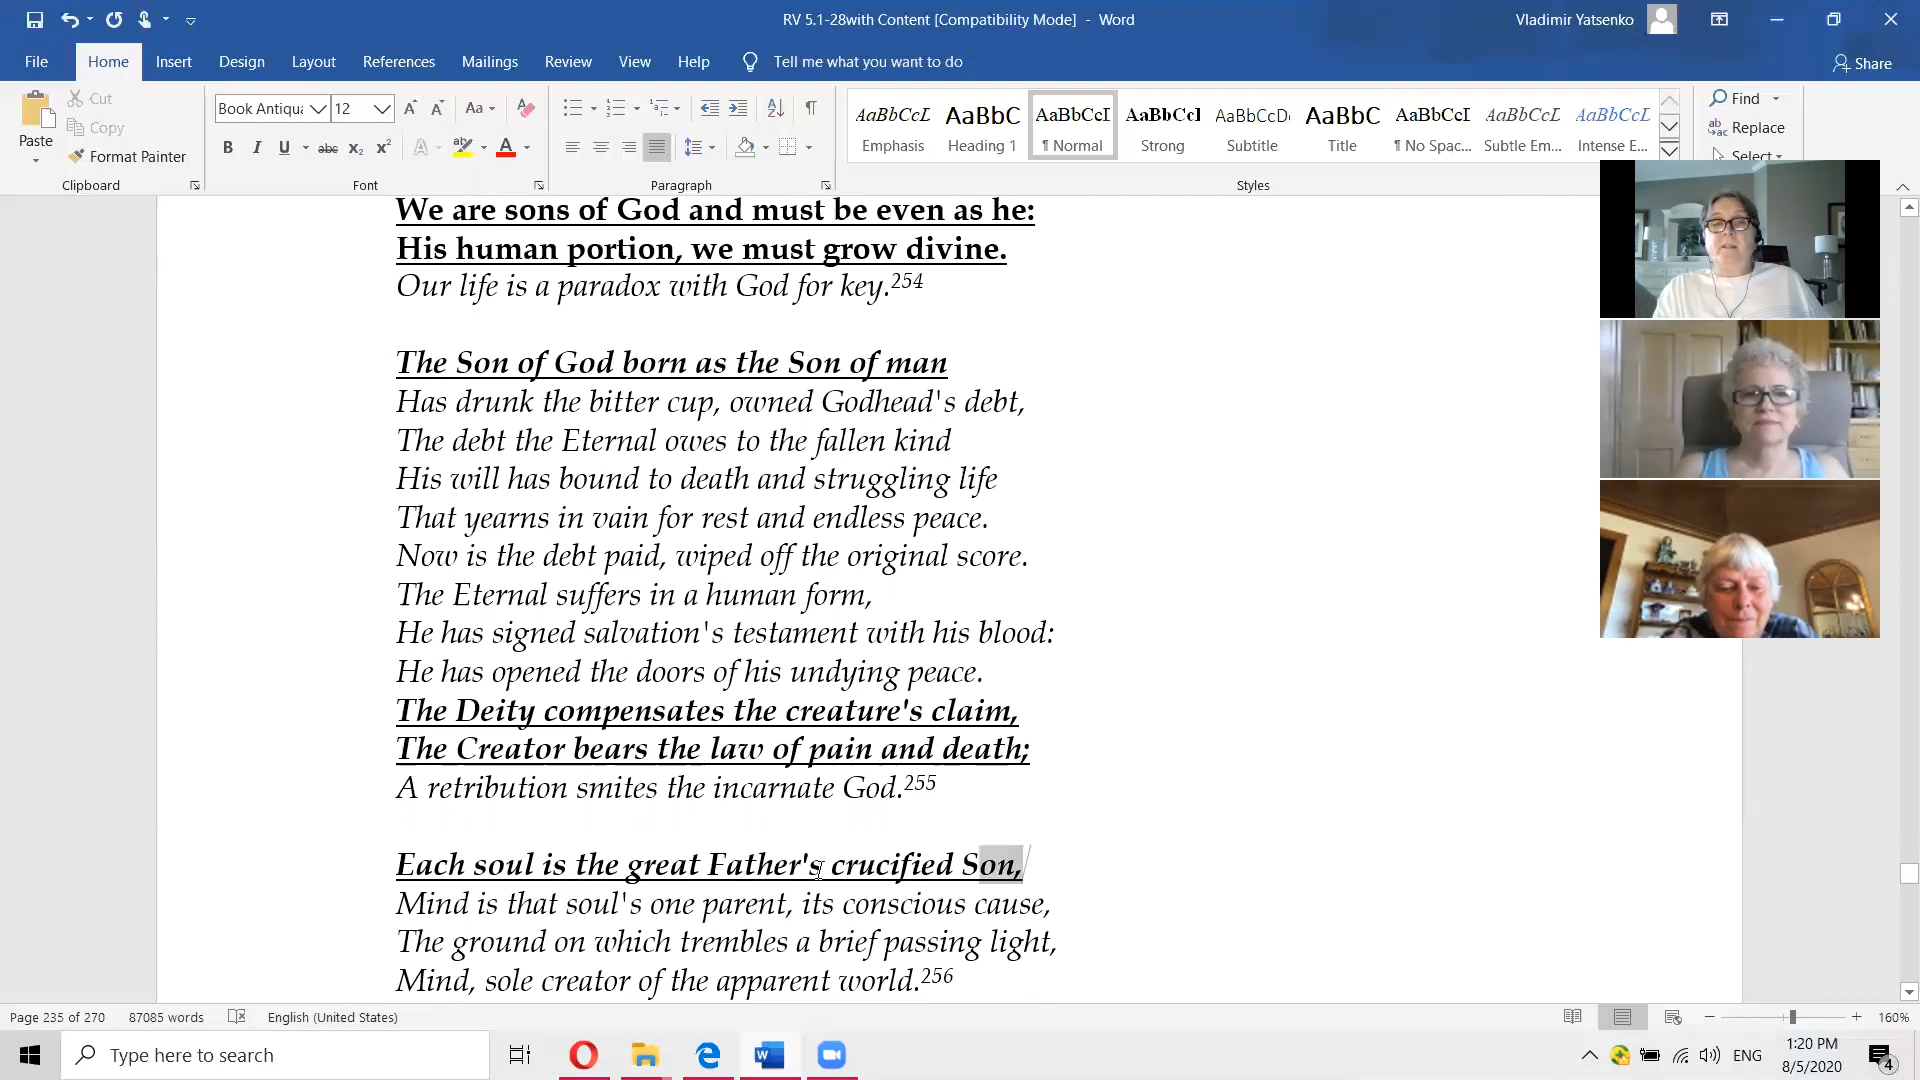 RV 5.1-28with Content [Compatibility Mode] - Word
Vladimir Yatsenko
File Home Insert Design Layout References Mailings Review View Help Tell me what you want to do
Share
Paste
Cut
Copy
Format Painter
Clipboard
Book Antiqua 12
Font
Paragraph
AaBbCcL AaBbC AaBbCcI AaBbCcI AaBbCcD AaBbC AaBbCcI AaBbCcL AaBbCcL
Emphasis Heading 1 ¶ Normal Strong Subtitle Title ¶ No Spac... Subtle Em... Intense E...
Styles
Find
Replace
Select
We are sons of God and must be even as he:
His human portion, we must grow divine.
Our life is a paradox with God for key.254
The Son of God born as the Son of man
Has drunk the bitter cup, owned Godhead's debt,
The debt the Eternal owes to the fallen kind
His will has bound to death and struggling life
That yearns in vain for rest and endless peace.
Now is the debt paid, wiped off the original score.
The Eternal suffers in a human form,
He has signed salvation's testament with his blood:
He has opened the doors of his undying peace.
The Deity compensates the creature's claim,
The Creator bears the law of pain and death;
A retribution smites the incarnate God.255
Each soul is the great Father's crucified Son,
Mind is that soul's one parent, its conscious cause,
The ground on which trembles a brief passing light,
Mind, sole creator of the apparent world.256
Page 235 of 270 87085 words English (United States)
160%
Type here to search
ENG
1:20 PM
8/5/2020
4